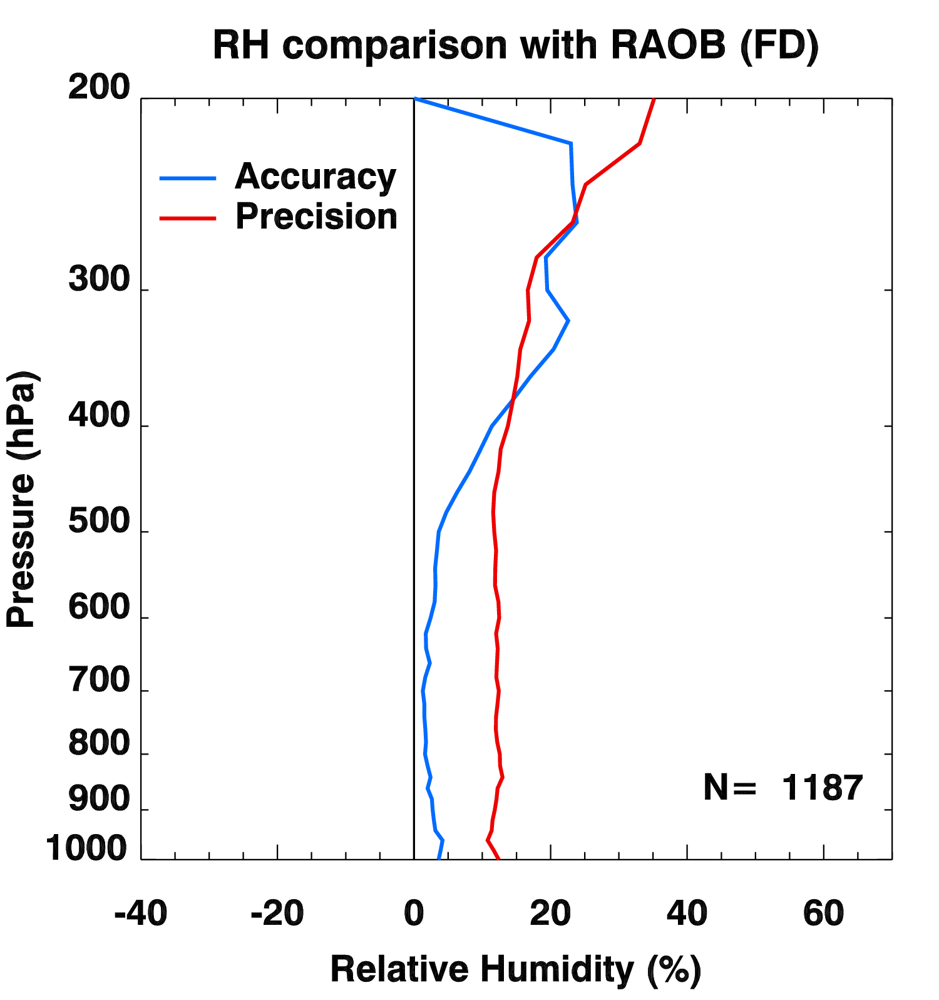 RH comparison with RAOB (FD)
200
Accuracy
Precision
300
400
500
600
700
800
900
1000
Pressure (hPa)
N= 1187
-40 -20 0 20 40 60
Relative Humidity (%)